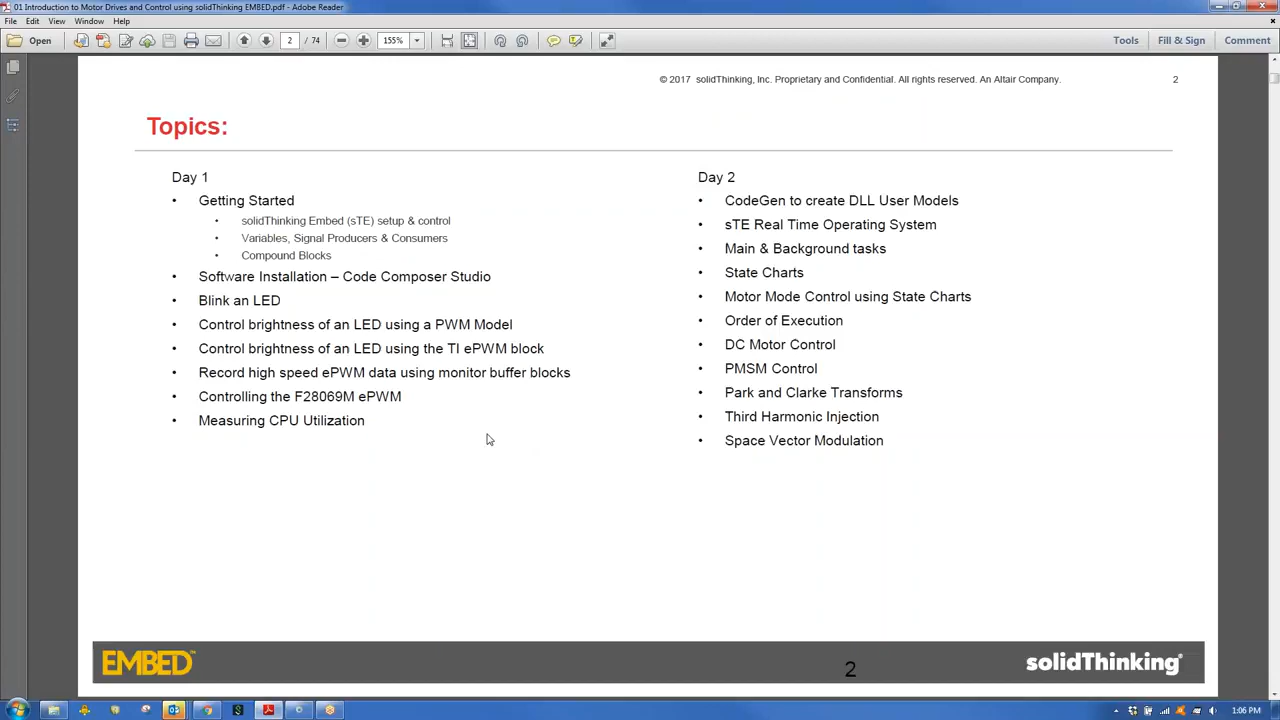 01 Introduction to Motor Drives and Control using solidThinking EMBED.pdf - Adobe Reader
File Edit View Window Help
Open 2 / 74 155% Tools Fill & Sign Comment
© 2017 solidThinking, Inc. Proprietary and Confidential. All rights reserved. An Altair Company. 2
Topics:
Day 1
• Getting Started
• solidThinking Embed (sTE) setup & control
• Variables, Signal Producers & Consumers
• Compound Blocks
• Software Installation – Code Composer Studio
• Blink an LED
• Control brightness of an LED using a PWM Model
• Control brightness of an LED using the TI ePWM block
• Record high speed ePWM data using monitor buffer blocks
• Controlling the F28069M ePWM
• Measuring CPU Utilization
Day 2
• CodeGen to create DLL User Models
• sTE Real Time Operating System
• Main & Background tasks
• State Charts
• Motor Mode Control using State Charts
• Order of Execution
• DC Motor Control
• PMSM Control
• Park and Clarke Transforms
• Third Harmonic Injection
• Space Vector Modulation
EMBED™ 2 solidThinking®
1:06 PM